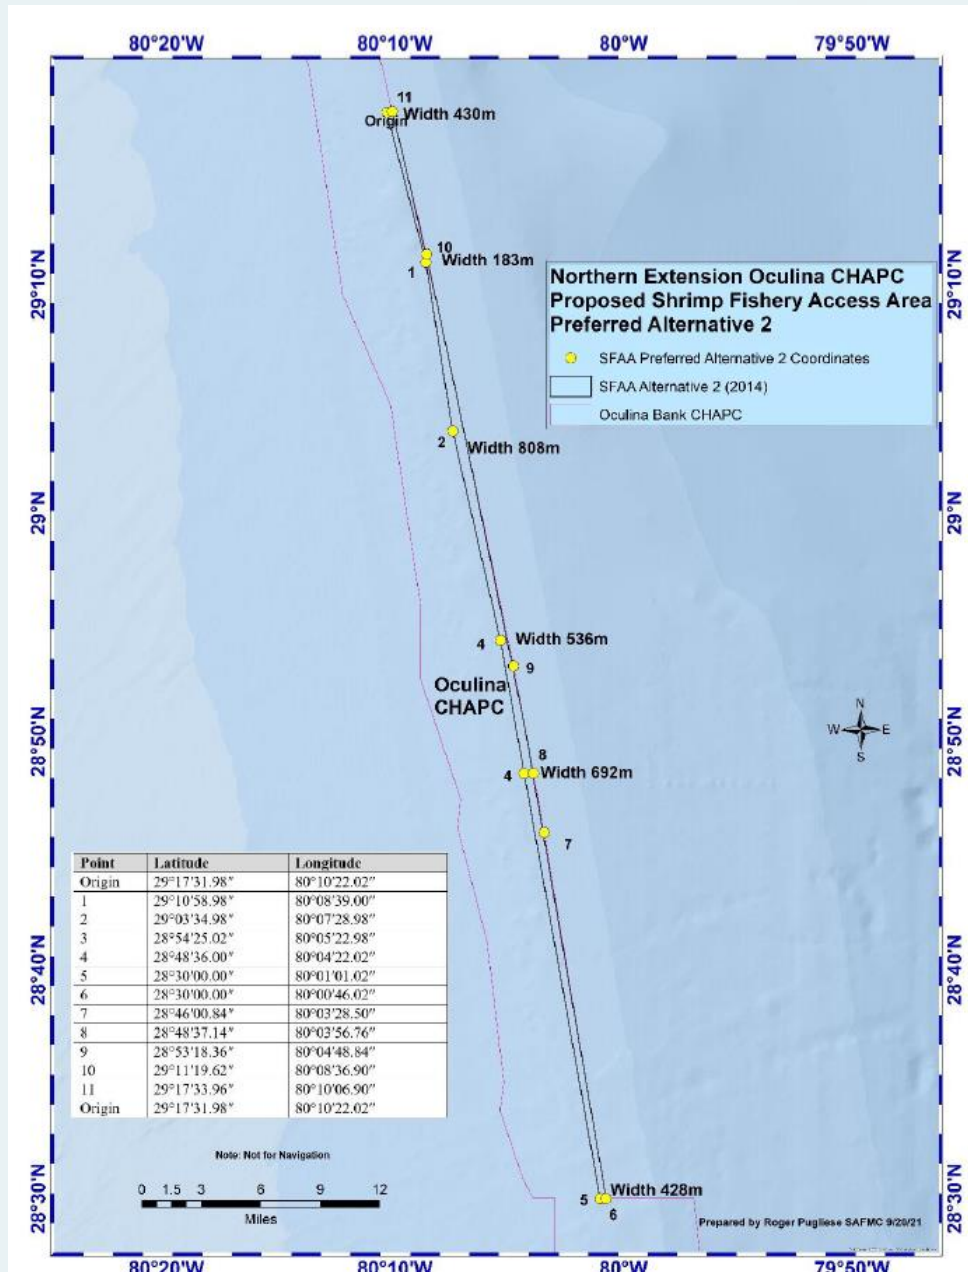 80°20'W 80°10'W 80°0'W 79°50'W
11
Origin
Width 430m
10
1
Width 183m
29°10'N
29°10'N
Northern Extension Oculina CHAPC
Proposed Shrimp Fishery Access Area
Preferred Alternative 2
SFAA Preferred Alternative 2 Coordinates
SFAA Alternative 2 (2014)
Oculina Bank CHAPC
2
Width 808m
29°N
29°N
4
Width 536m
9
Oculina
CHAPC
N
W E
S
28°50'N
28°50'N
8
4
Width 692m
7
Point Latitude Longitude
Origin 29°17'31.98" 80°10'22.02"
1 29°10'58.98" 80°08'39.00"
2 29°03'34.98" 80°07'28.98"
3 28°54'25.02" 80°05'22.98"
4 28°48'36.00" 80°04'22.02"
5 28°30'00.00" 80°01'01.02"
6 28°30'00.00" 80°00'46.02"
7 28°46'00.84" 80°03'28.50"
8 28°48'37.14" 80°03'56.76"
9 28°53'18.36" 80°04'48.84"
10 29°11'19.62" 80°08'36.90"
11 29°17'33.96" 80°10'06.90"
Origin 29°17'31.98" 80°10'22.02"
28°40'N
28°40'N
Note: Not for Navigation
0 1.5 3 6 9 12
Miles
28°30'N
28°30'N
5
Width 428m
6
Prepared by Roger Pugliese SAFMC 9/20/21
80°20'W 80°10'W 80°0'W 79°50'W